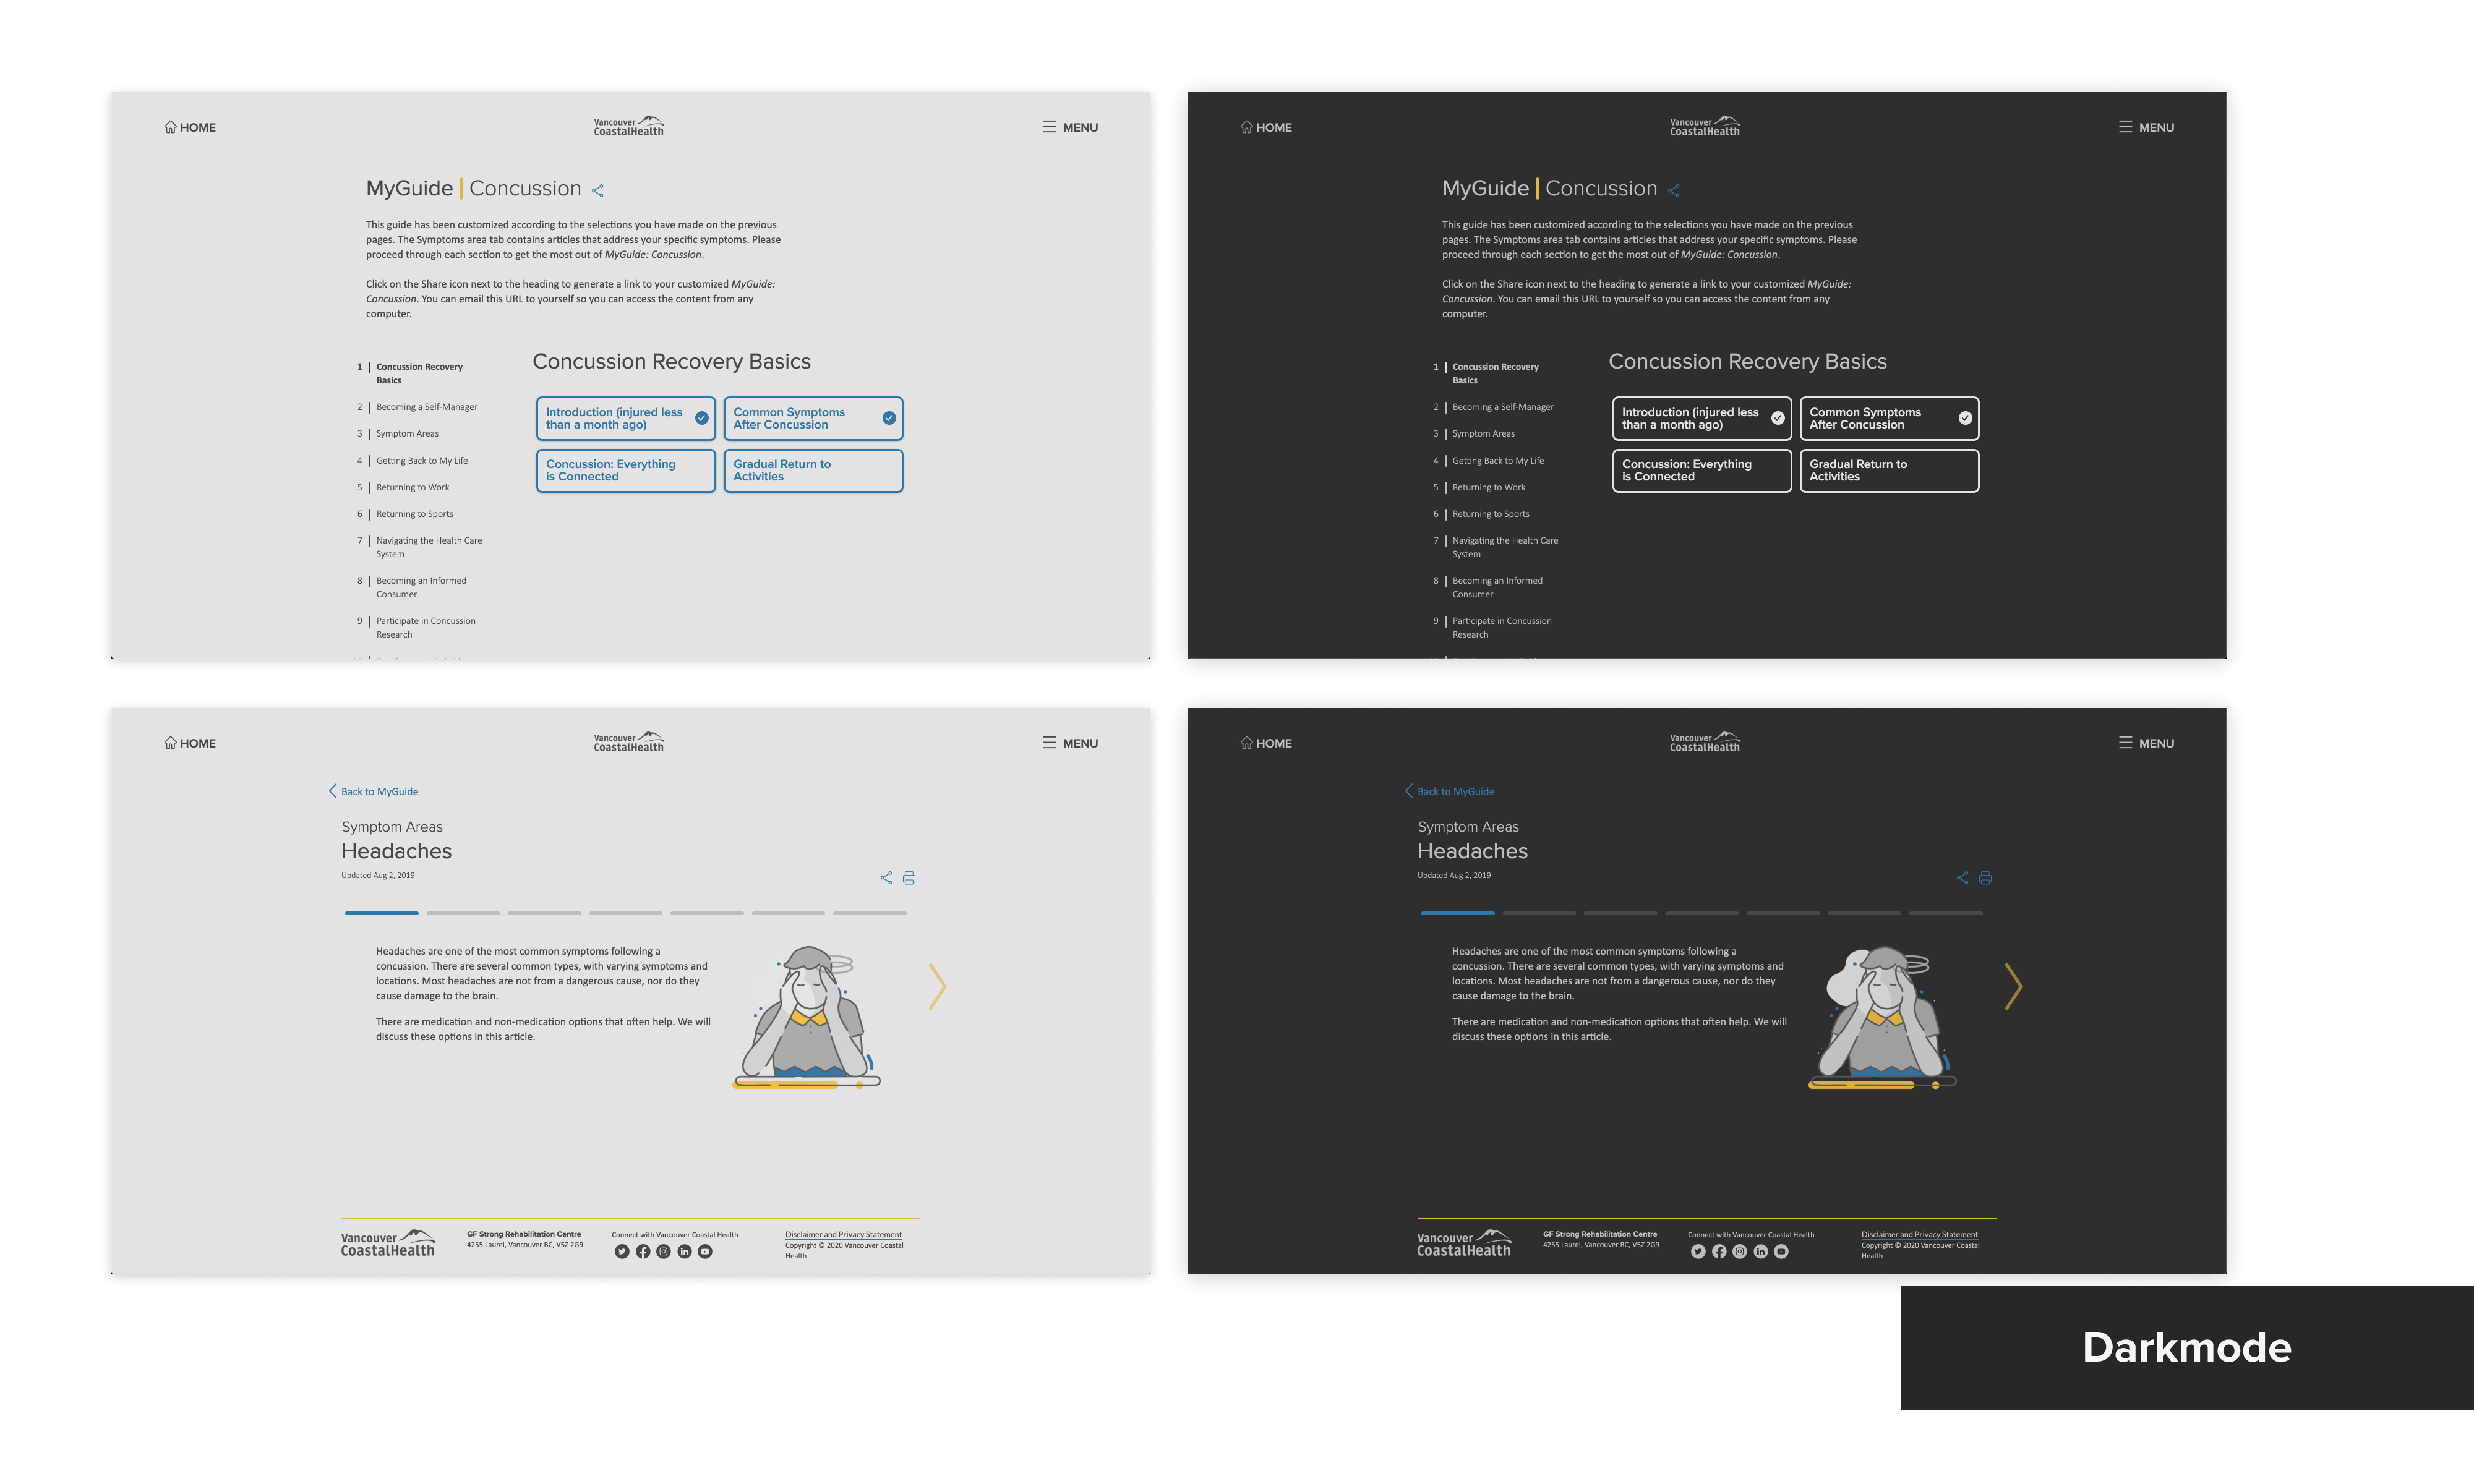 HOME
Vancouver
CoastalHealth
MENU
MyGuide | Concussion
This guide has been customized according to the selections you have made on the previous
pages. The Symptoms area tab contains articles that address your specific symptoms. Please
proceed through each section to get the most out of MyGuide: Concussion.
Click on the Share icon next to the heading to generate a link to your customized MyGuide:
Concussion. You can email this URL to yourself so you can access the content from any
computer.
1 | Concussion Recovery
Basics
2 | Becoming a Self-Manager
3 | Symptom Areas
4 | Getting Back to My Life
5 | Returning to Work
6 | Returning to Sports
7 | Navigating the Health Care
System
8 | Becoming an Informed
Consumer
9 | Participate in Concussion
Research
Concussion Recovery Basics
Introduction (injured less
than a month ago)
Common Symptoms
After Concussion
Concussion: Everything
is Connected
Gradual Return to
Activities
HOME
Vancouver
CoastalHealth
MENU
MyGuide | Concussion
This guide has been customized according to the selections you have made on the previous
pages. The Symptoms area tab contains articles that address your specific symptoms. Please
proceed through each section to get the most out of MyGuide: Concussion.
Click on the Share icon next to the heading to generate a link to your customized MyGuide:
Concussion. You can email this URL to yourself so you can access the content from any
computer.
1 | Concussion Recovery
Basics
2 | Becoming a Self-Manager
3 | Symptom Areas
4 | Getting Back to My Life
5 | Returning to Work
6 | Returning to Sports
7 | Navigating the Health Care
System
8 | Becoming an Informed
Consumer
9 | Participate in Concussion
Research
Concussion Recovery Basics
Introduction (injured less
than a month ago)
Common Symptoms
After Concussion
Concussion: Everything
is Connected
Gradual Return to
Activities
HOME
Vancouver
CoastalHealth
MENU
Back to MyGuide
Symptom Areas
Headaches
Updated Aug 2, 2019
Headaches are one of the most common symptoms following a
concussion. There are several common types, with varying symptoms and
locations. Most headaches are not from a dangerous cause, nor do they
cause damage to the brain.
There are medication and non-medication options that often help. We will
discuss these options in this article.
Vancouver
CoastalHealth
GF Strong Rehabilitation Centre
4255 Laurel, Vancouver BC, V5Z 2G9
Connect with Vancouver Coastal Health
Disclaimer and Privacy Statement
Copyright © 2020 Vancouver Coastal
Health
HOME
Vancouver
CoastalHealth
MENU
Back to MyGuide
Symptom Areas
Headaches
Updated Aug 2, 2019
Headaches are one of the most common symptoms following a
concussion. There are several common types, with varying symptoms and
locations. Most headaches are not from a dangerous cause, nor do they
cause damage to the brain.
There are medication and non-medication options that often help. We will
discuss these options in this article.
Vancouver
CoastalHealth
GF Strong Rehabilitation Centre
4255 Laurel, Vancouver BC, V5Z 2G9
Connect with Vancouver Coastal Health
Disclaimer and Privacy Statement
Copyright © 2020 Vancouver Coastal
Health
Darkmode